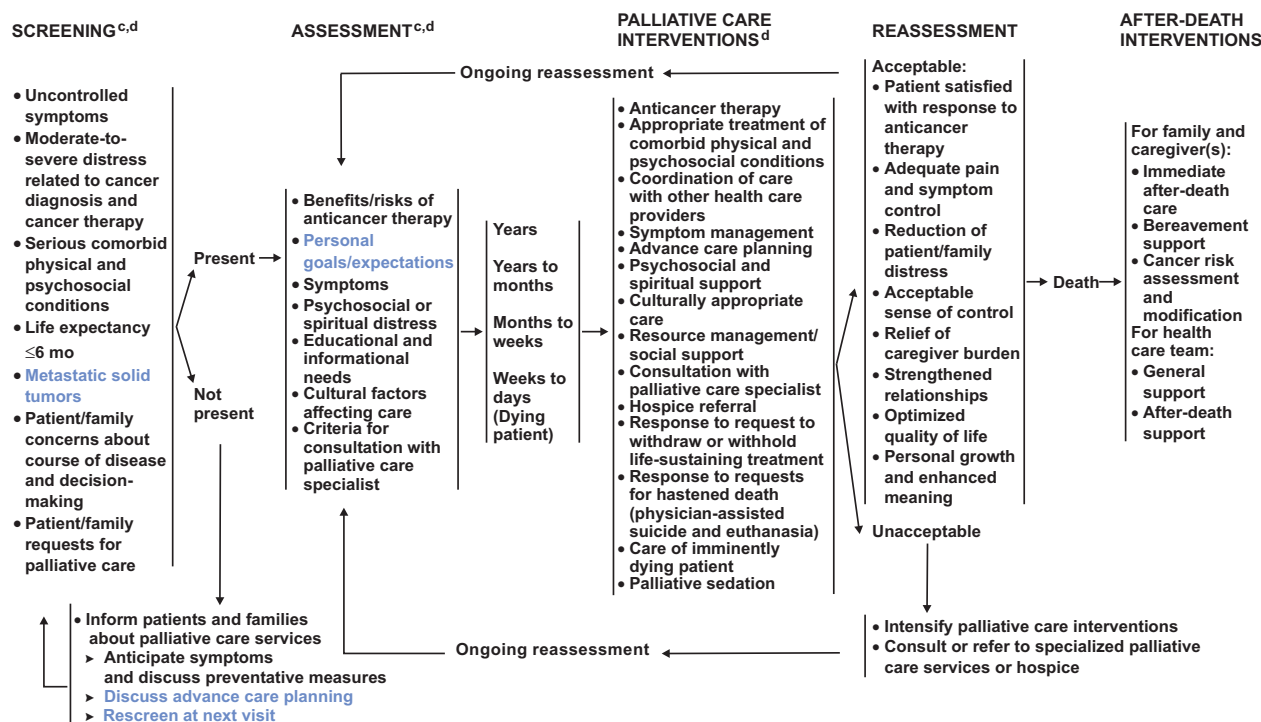 SCREENING c,d
Uncontrolled
symptoms
Moderate-to-
severe distress
related to cancer
diagnosis and
cancer therapy
Serious comorbid
physical and
psychosocial
conditions
Life expectancy
≤6 mo
Metastatic solid
tumors
Patient/family
concerns about
course of disease
and decision-
making
Patient/family
requests for
palliative care
Present
Not
present
Inform patients and families
about palliative care services
Anticipate symptoms
and discuss preventative measures
Discuss advance care planning
Rescreen at next visit
ASSESSMENT c,d
Ongoing reassessment
Benefits/risks of
anticancer therapy
Personal
goals/expectations
Symptoms
Psychosocial or
spiritual distress
Educational and
informational
needs
Cultural factors
affecting care
Criteria for
consultation with
palliative care
specialist
Years
Years to
months
Months to
weeks
Weeks to
days
(Dying
patient)
Ongoing reassessment
PALLIATIVE CARE
INTERVENTIONS d
Anticancer therapy
Appropriate treatment of
comorbid physical and
psychosocial conditions
Coordination of care
with other health care
providers
Symptom management
Advance care planning
Psychosocial and
spiritual support
Culturally appropriate
care
Resource management/
social support
Consultation with
palliative care specialist
Hospice referral
Response to request to
withdraw or withhold
life-sustaining treatment
Response to requests
for hastened death
(physician-assisted
suicide and euthanasia)
Care of imminently
dying patient
Palliative sedation
REASSESSMENT
Acceptable:
Patient satisfied
with response to
anticancer
therapy
Adequate pain
and symptom
control
Reduction of
patient/family
distress
Acceptable
sense of control
Relief of
caregiver burden
Strengthened
relationships
Optimized
quality of life
Personal growth
and enhanced
meaning
Unacceptable
Intensify palliative care interventions
Consult or refer to specialized palliative
care services or hospice
Death
AFTER-DEATH
INTERVENTIONS
For family and
caregiver(s):
Immediate
after-death
care
Bereavement
support
Cancer risk
assessment
and
modification
For health
care team:
General
support
After-death
support